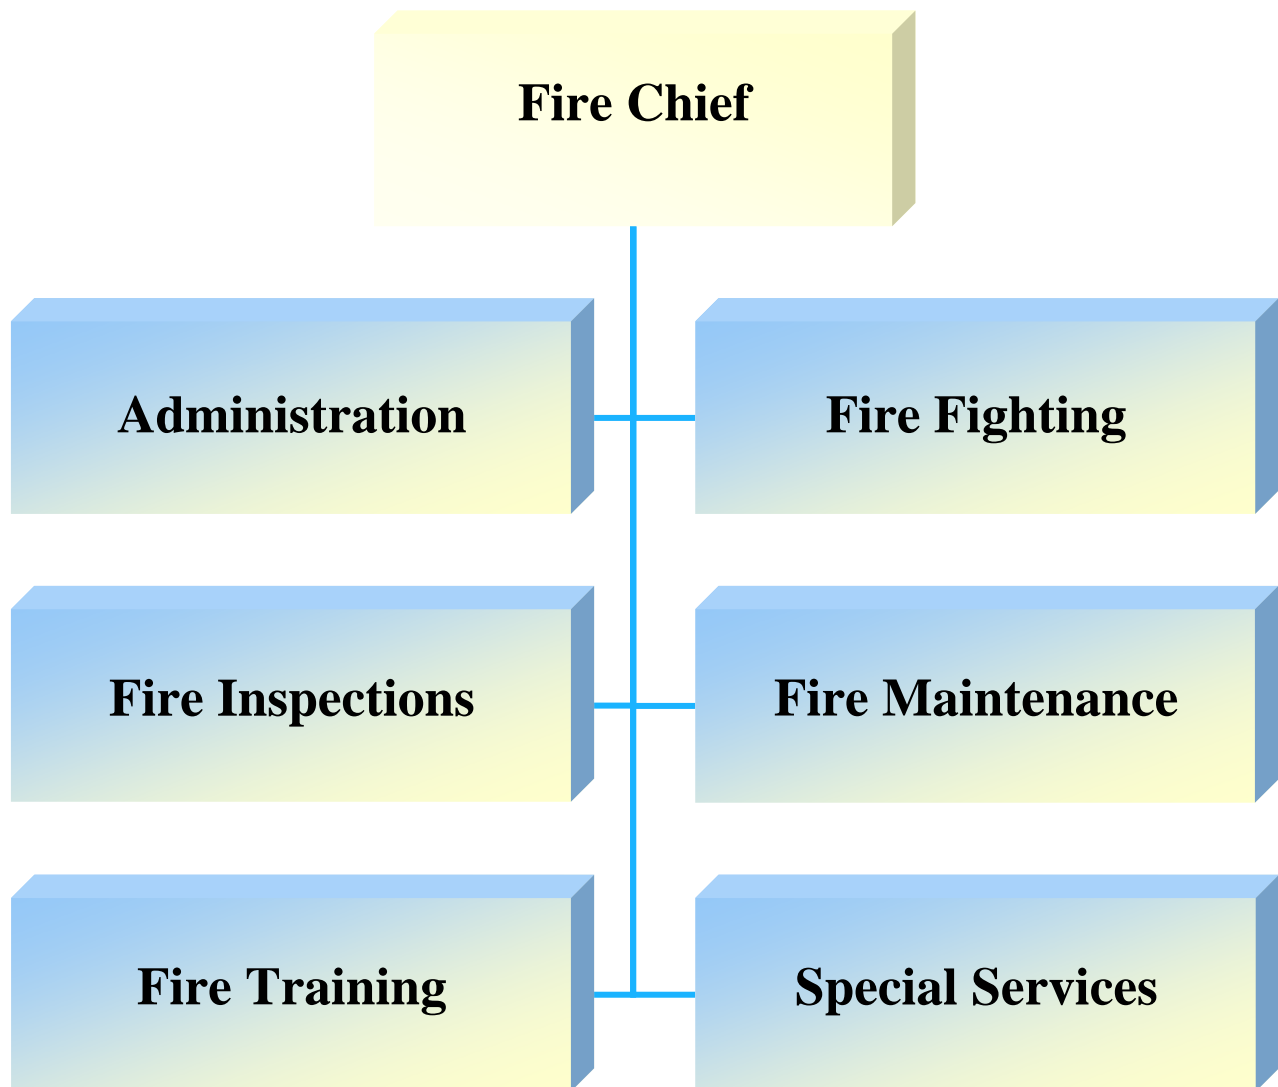 Fire Chief
Administration
Fire Fighting
Fire Inspections
Fire Maintenance
Fire Training
Special Services